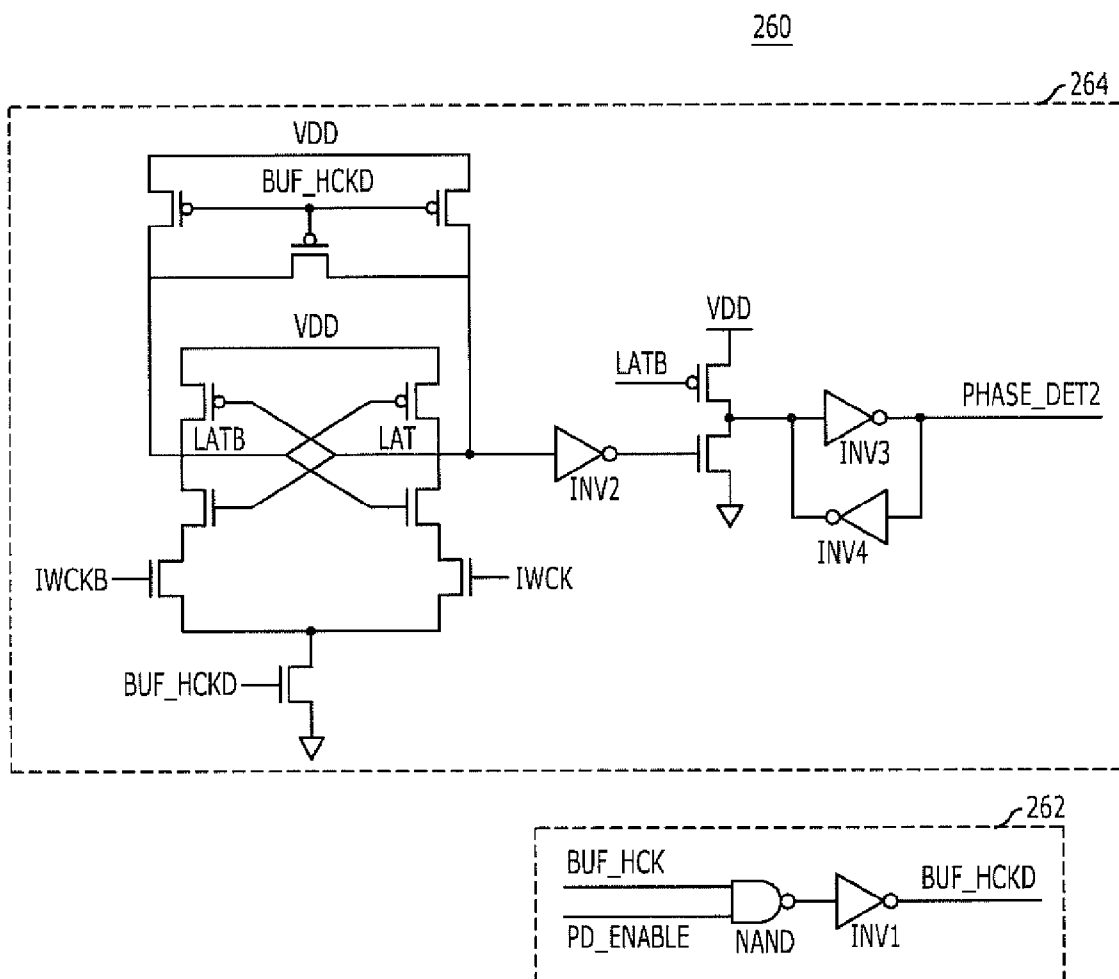 260
264
VDD
BUF_HCKD
VDD
VDD
LATB
PHASE_DET2
LATB
LAT
INV3
INV2
INV4
IWCKB
IWCK
BUF_HCKD
262
BUF_HCK
BUF_HCKD
PD_ENABLE
NAND
INV1